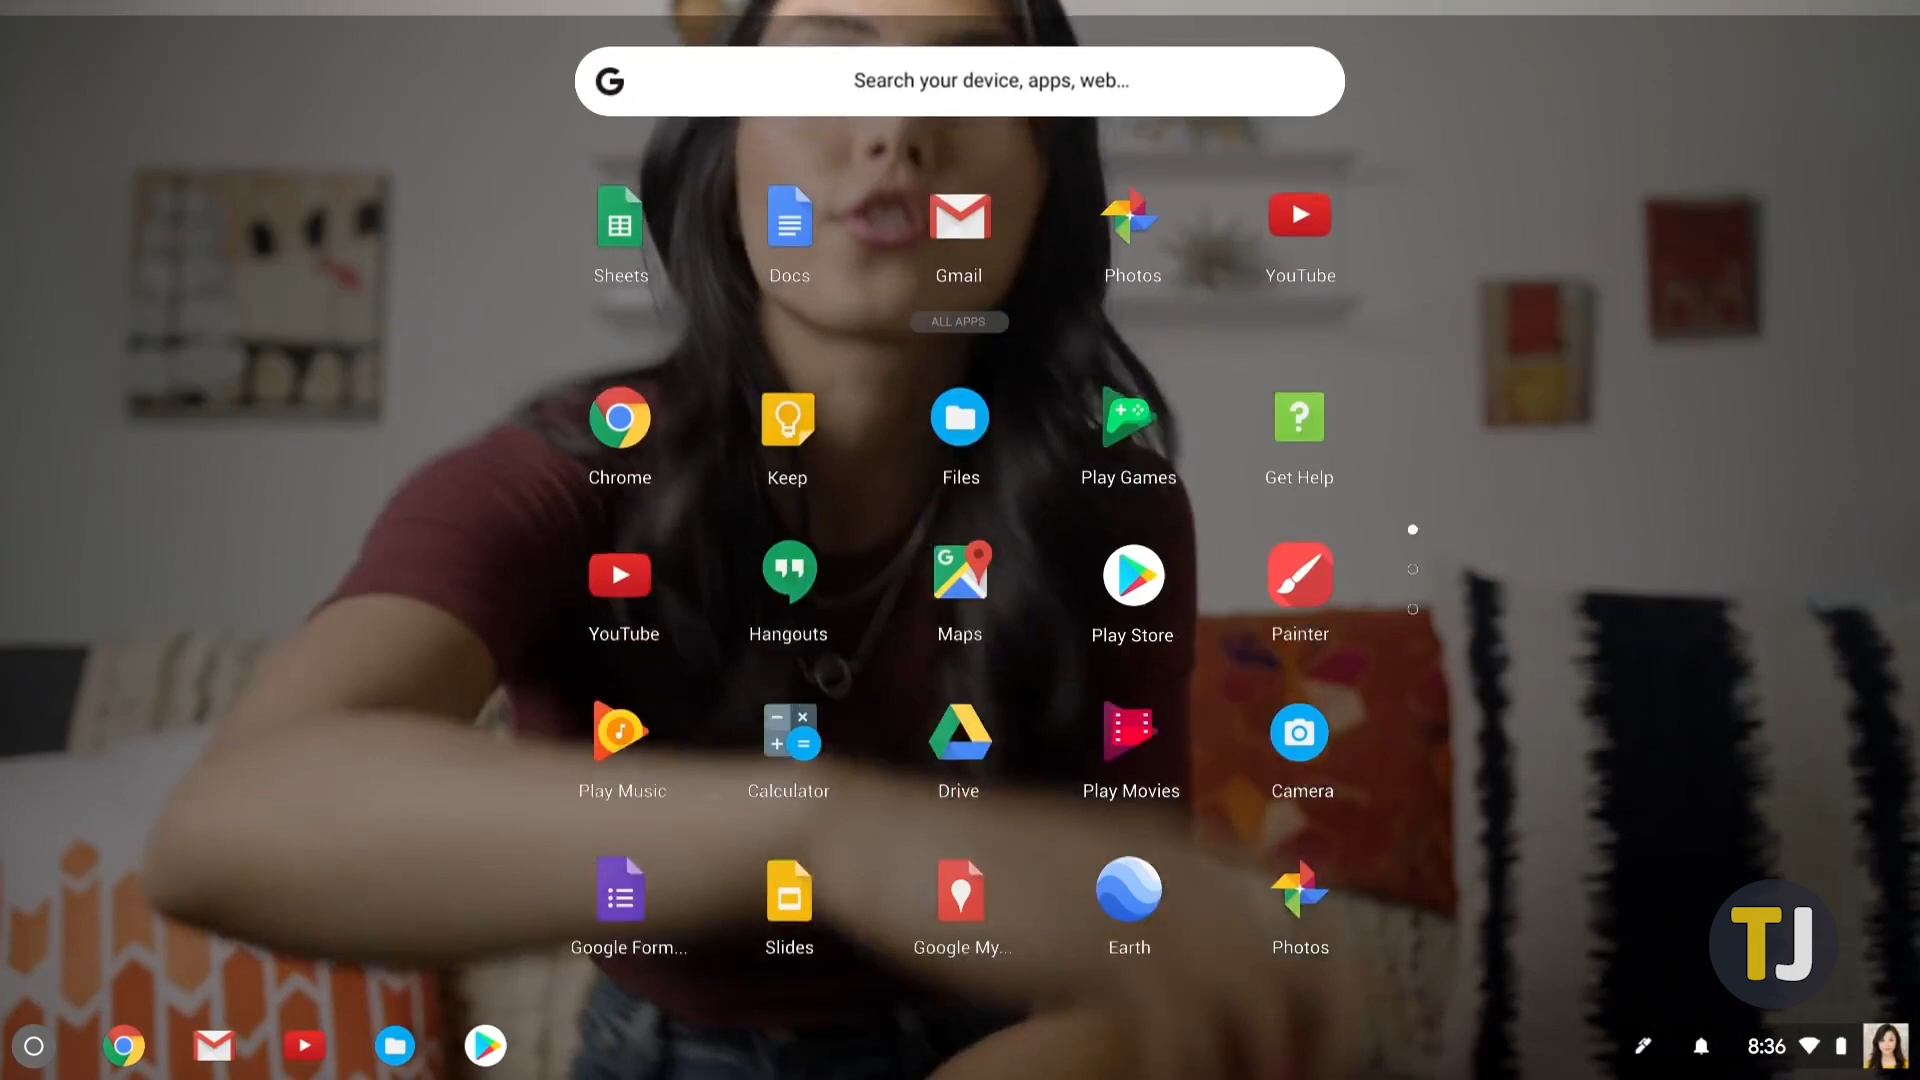 G Search your device, apps, web...
Sheets Docs Gmail Photos YouTube
ALL APPS
Chrome Keep Files Play Games Get Help
YouTube Hangouts Maps Play Store Painter
Play Music Calculator Drive Play Movies Camera
Google Form... Slides Google My... Earth Photos
TJ
8:36